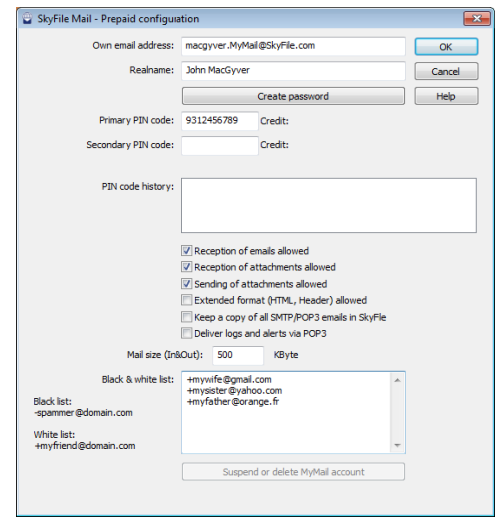 SkyFile Mail - Prepaid configuation
Own email address: macgyver.MyMail@SkyFile.com OK
Realname: John MacGyver Cancel
Create password Help
Primary PIN code: 9312456789 Credit:
Secondary PIN code: Credit:
PIN code history:
Reception of emails allowed
Reception of attachments allowed
Sending of attachments allowed
Extended format (HTML, Header) allowed
Keep a copy of all SMTP/POP3 emails in SkyFle
Deliver logs and alerts via POP3
Mail size (In&Out): 500 KByte
Black & white list: +mywife@gmail.com
+mysister@yahoo.com
+myfather@orange.fr
Black list:
-spammer@domain.com
White list:
+myfriend@domain.com
Suspend or delete MyMail account